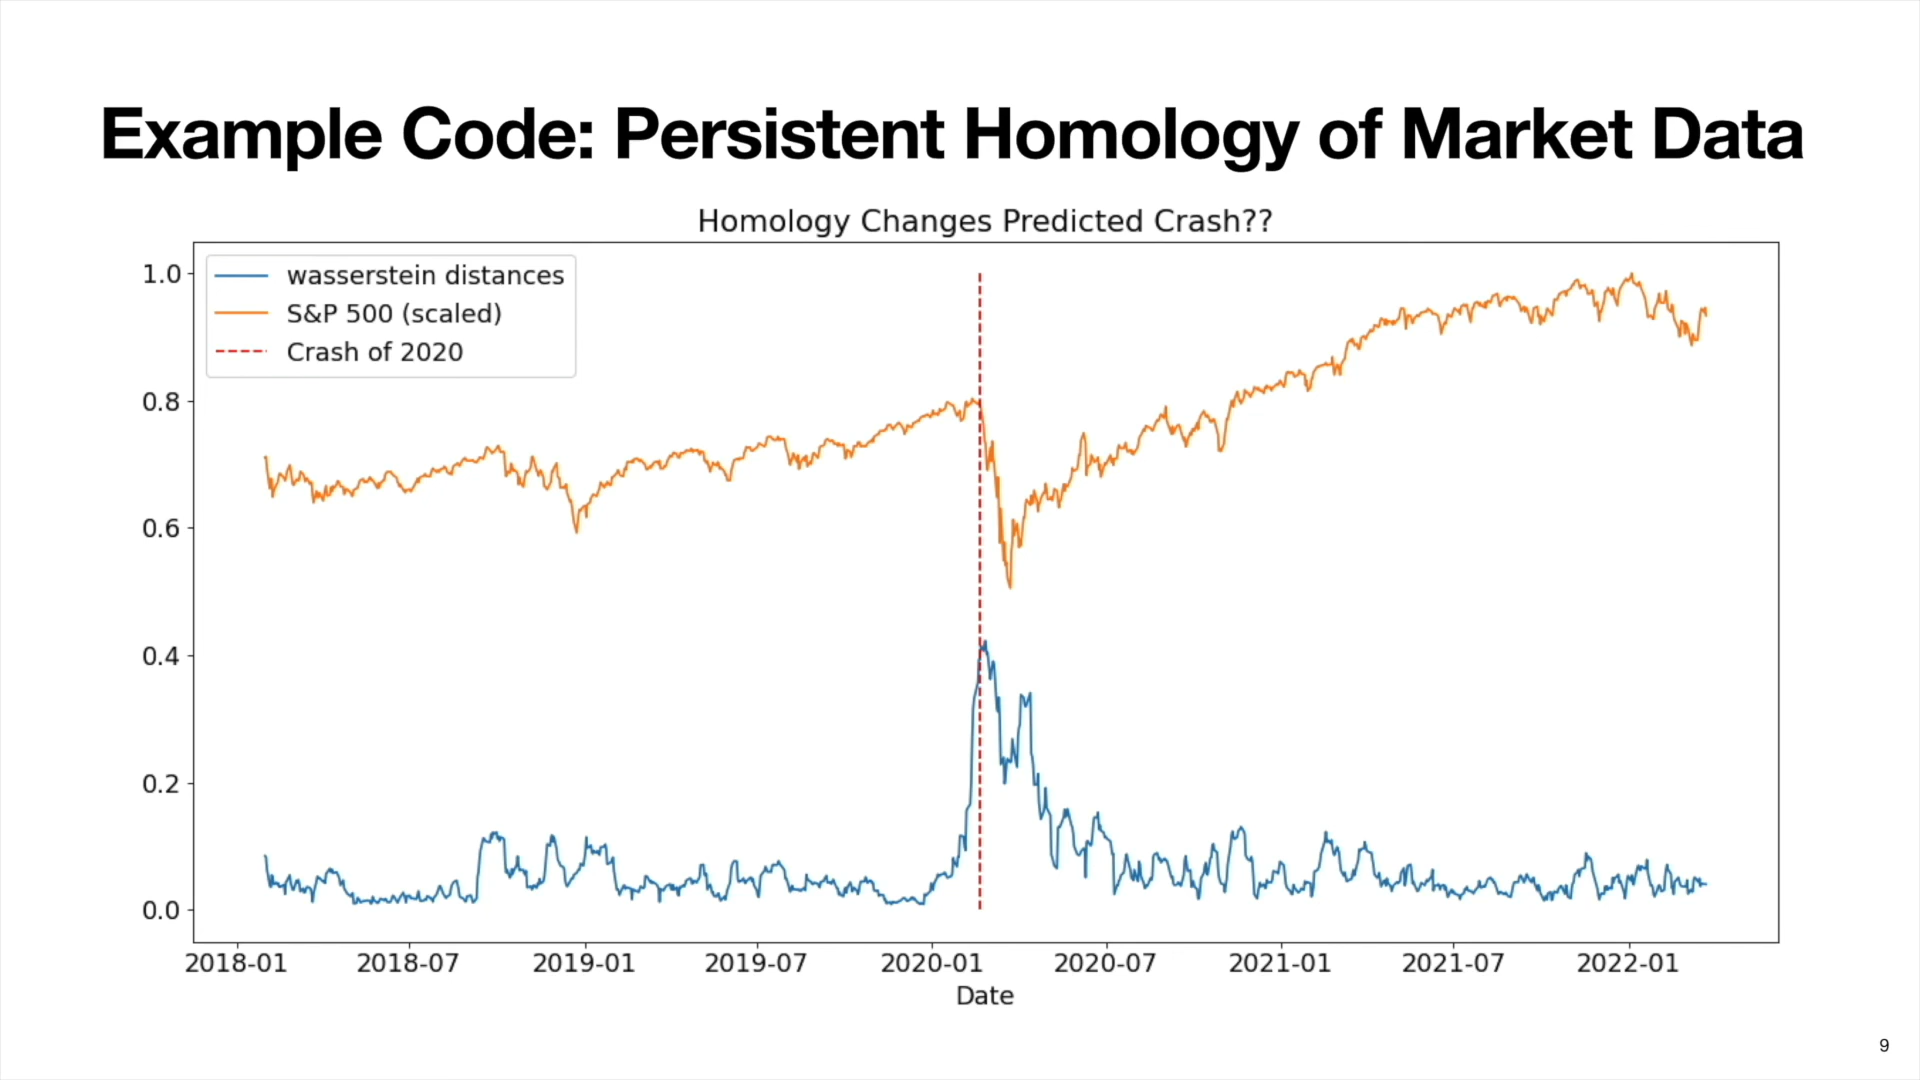 Example Code: Persistent Homology of Market Data
Homology Changes Predicted Crash??
wasserstein distances
S&P 500 (scaled)
Crash of 2020
1.0
0.8
0.6
0.4
0.2
0.0
2018-01 2018-07 2019-01 2019-07 2020-01 2020-07 2021-01 2021-07 2022-01
Date
9